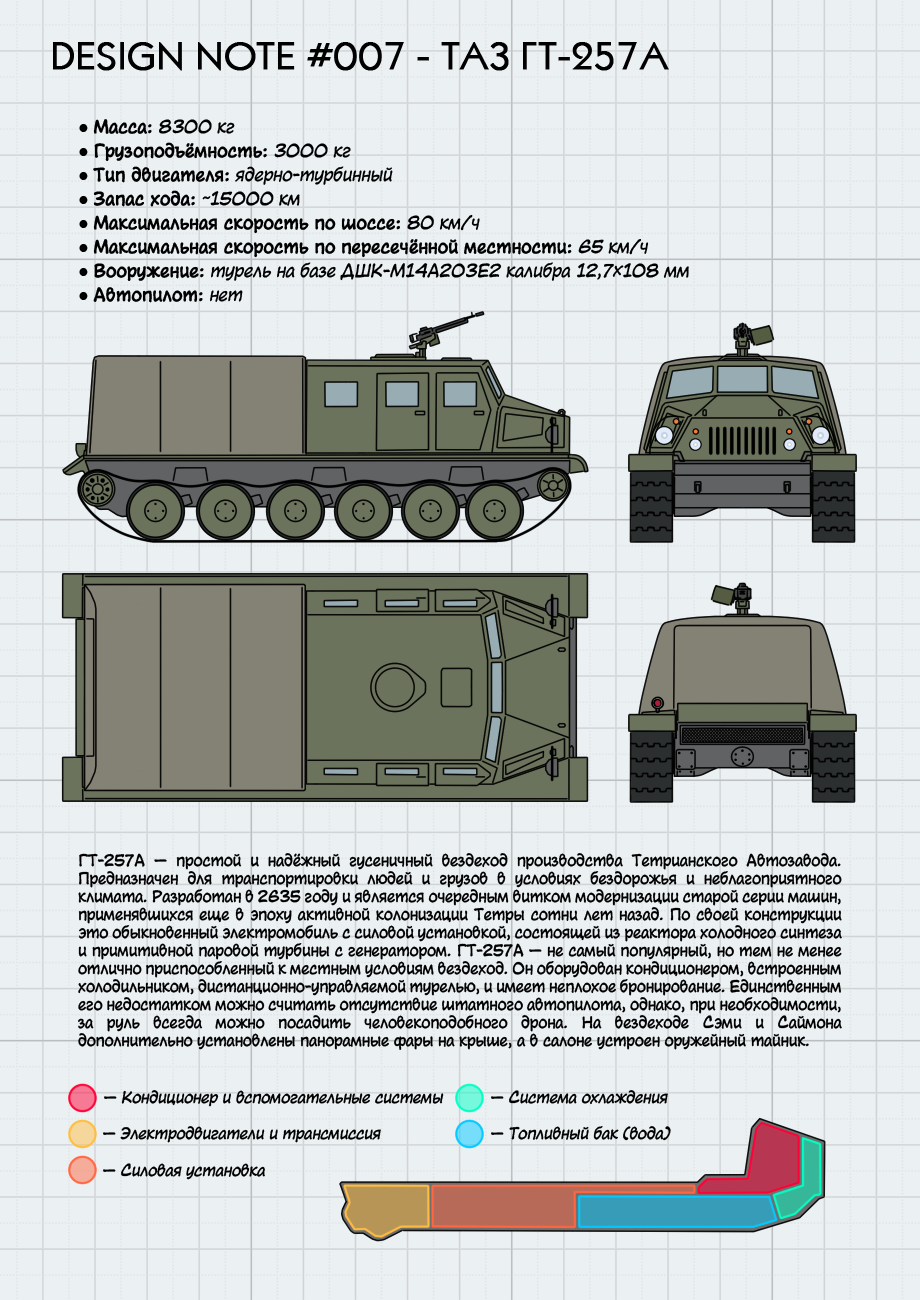 DESIGN NOTE #007 - ТАЗ ГТ-257А
• Масса: 8300 кг
• Грузоподъёмность: 3000 кг
• Тип двигателя: ядерно-турбинный
• Запас хода: ~15000 км
• Максимальная скорость по шоссе: 80 км/ч
• Максимальная скорость по пересечённой местности: 65 км/ч
• Вооружение: турель на базе ДШК-М14А203Е2 калибра 12,7x108 мм
• Автопилот: нет
ГТ-257А — простой и надёжный гусеничный вездеход производства Тетрианского Автозавода.
Предназначен для транспортировки людей и грузов в условиях бездорожья и неблагоприятного
климата. Разработан в 2635 году и является очередным витком модернизации старой серии машин,
применявшихся еще в эпоху активной колонизации Тетры сотни лет назад. По своей конструкции
это обыкновенный электромобиль с силовой установкой, состоящей из реактора холодного синтеза
и примитивной паровой турбины с генератором. ГТ-257А — не самый популярный, но тем не менее
отлично приспособленный к местным условиям вездеход. Он оборудован кондиционером, встроенным
холодильником, дистанционно-управляемой турелью, и имеет неплохое бронирование. Единственным
его недостатком можно считать отсутствие штатного автопилота, однако, при необходимости,
за руль всегда можно посадить человекоподобного дрона. На вездеходе Сэми и Саймона
дополнительно установлены панорамные фары на крыше, а в салоне устроен оружейный тайник.
— Кондиционер и вспомогательные системы
— Система охлаждения
— Электродвигатели и трансмиссия
— Топливный бак (вода)
— Силовая установка